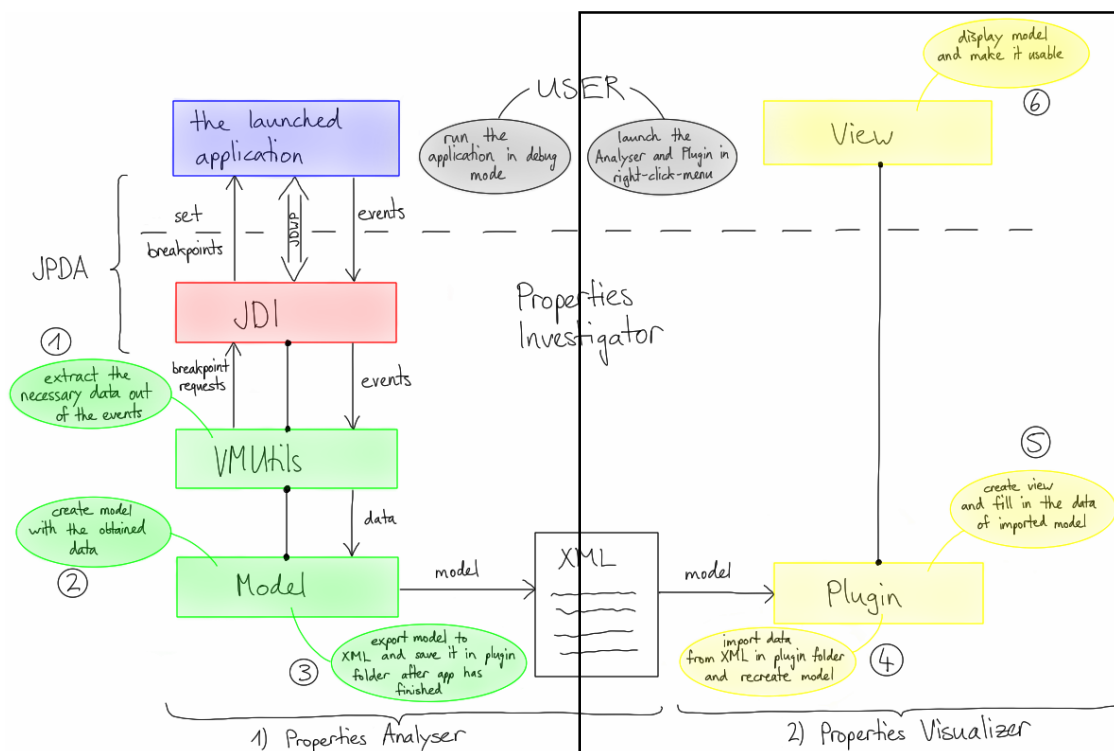 USER
run the
application in debug
mode
launch the
Analyser and Plugin in
right-click-menu
display model
and make it usable
6
the launched
application
View
JPDA
set
breakpoints
JDWP
events
Properties
Investigator
JDI
1
extract the
necessary data out
of the events
breakpoint
requests
events
VMUtils
5
create view
and fill in the data
of imported model
create model
with the obtained
data
2
data
Model
model
XML
model
Plugin
3
export model to
XML and save it in plugin
folder after app has
finished
import data
from XML in plugin folder
and recreate model
4
1) Properties Analyser
2) Properties Visualizer